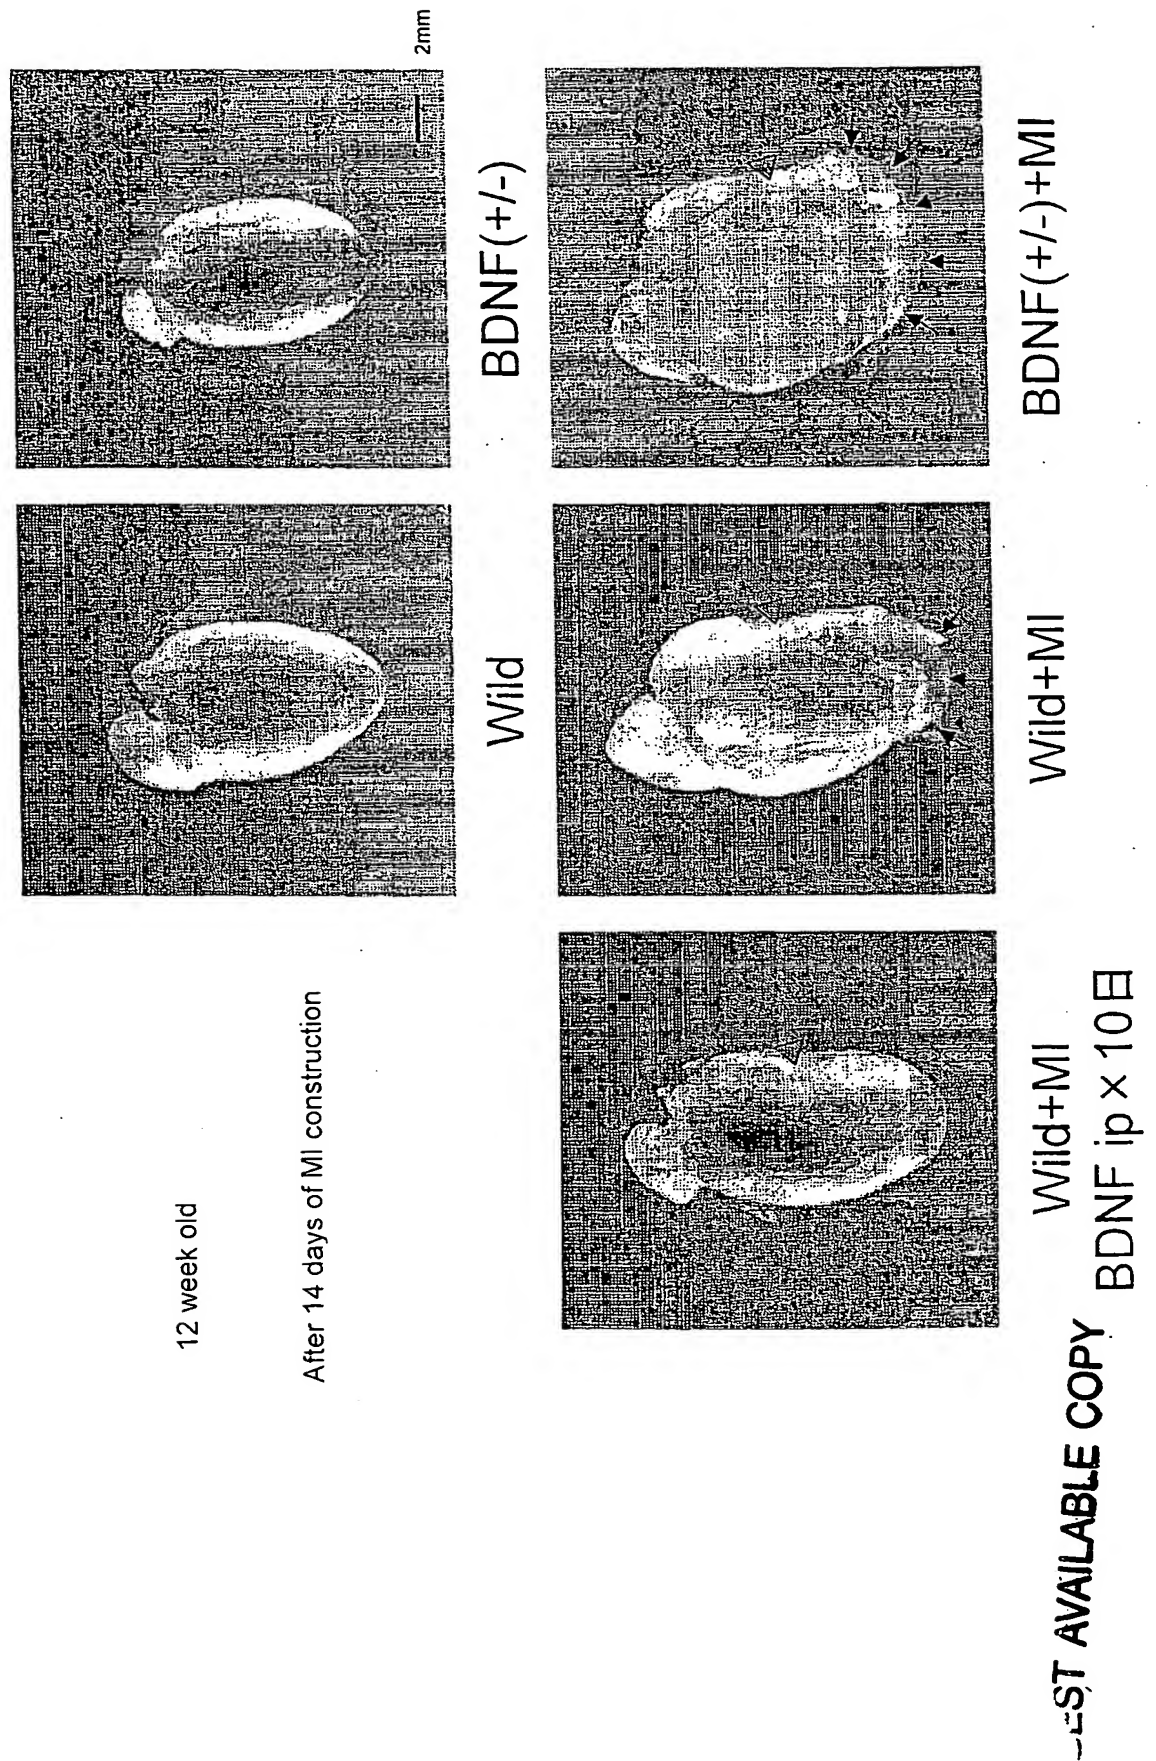 12 week old
After 14 days of MI construction
2mm
Wild
BDNF(+/-)
Wild+MI
BDNF ip × 10日
Wild+MI
BDNF(+/-)+MI
AVAILABLE COPY